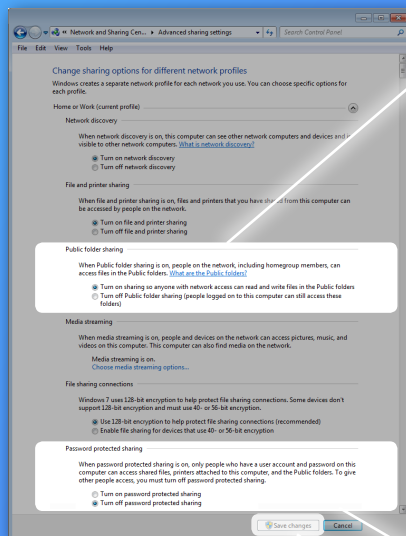 « Network and Sharing Cen... ▸ Advanced sharing settings
Search Control Panel
File Edit View Tools Help
Change sharing options for different network profiles
Windows creates a separate network profile for each network you use. You can choose specific options for
each profile.
Home or Work (current profile)
Network discovery
When network discovery is on, this computer can see other network computers and devices and is
visible to other network computers. What is network discovery?
Turn on network discovery
Turn off network discovery
File and printer sharing
When file and printer sharing is on, files and printers that you have shared from this computer can
be accessed by people on the network.
Turn on file and printer sharing
Turn off file and printer sharing
Public folder sharing
When Public folder sharing is on, people on the network, including homegroup members, can
access files in the Public folders. What are the Public folders?
Turn on sharing so anyone with network access can read and write files in the Public folders
Turn off Public folder sharing (people logged on to this computer can still access these
folders)
Media streaming
When media streaming is on, people and devices on the network can access pictures, music, and
videos on this computer. This computer can also find media on the network.
Media streaming is on.
Choose media streaming options...
File sharing connections
Windows 7 uses 128-bit encryption to help protect file sharing connections. Some devices don't
support 128-bit encryption and must use 40- or 56-bit encryption.
Use 128-bit encryption to help protect file sharing connections (recommended)
Enable file sharing for devices that use 40- or 56-bit encryption
Password protected sharing
When password protected sharing is on, only people who have a user account and password on this
computer can access shared files, printers attached to this computer, and the Public folders. To give
other people access, you must turn off password protected sharing.
Turn on password protected sharing
Turn off password protected sharing
Save changes Cancel